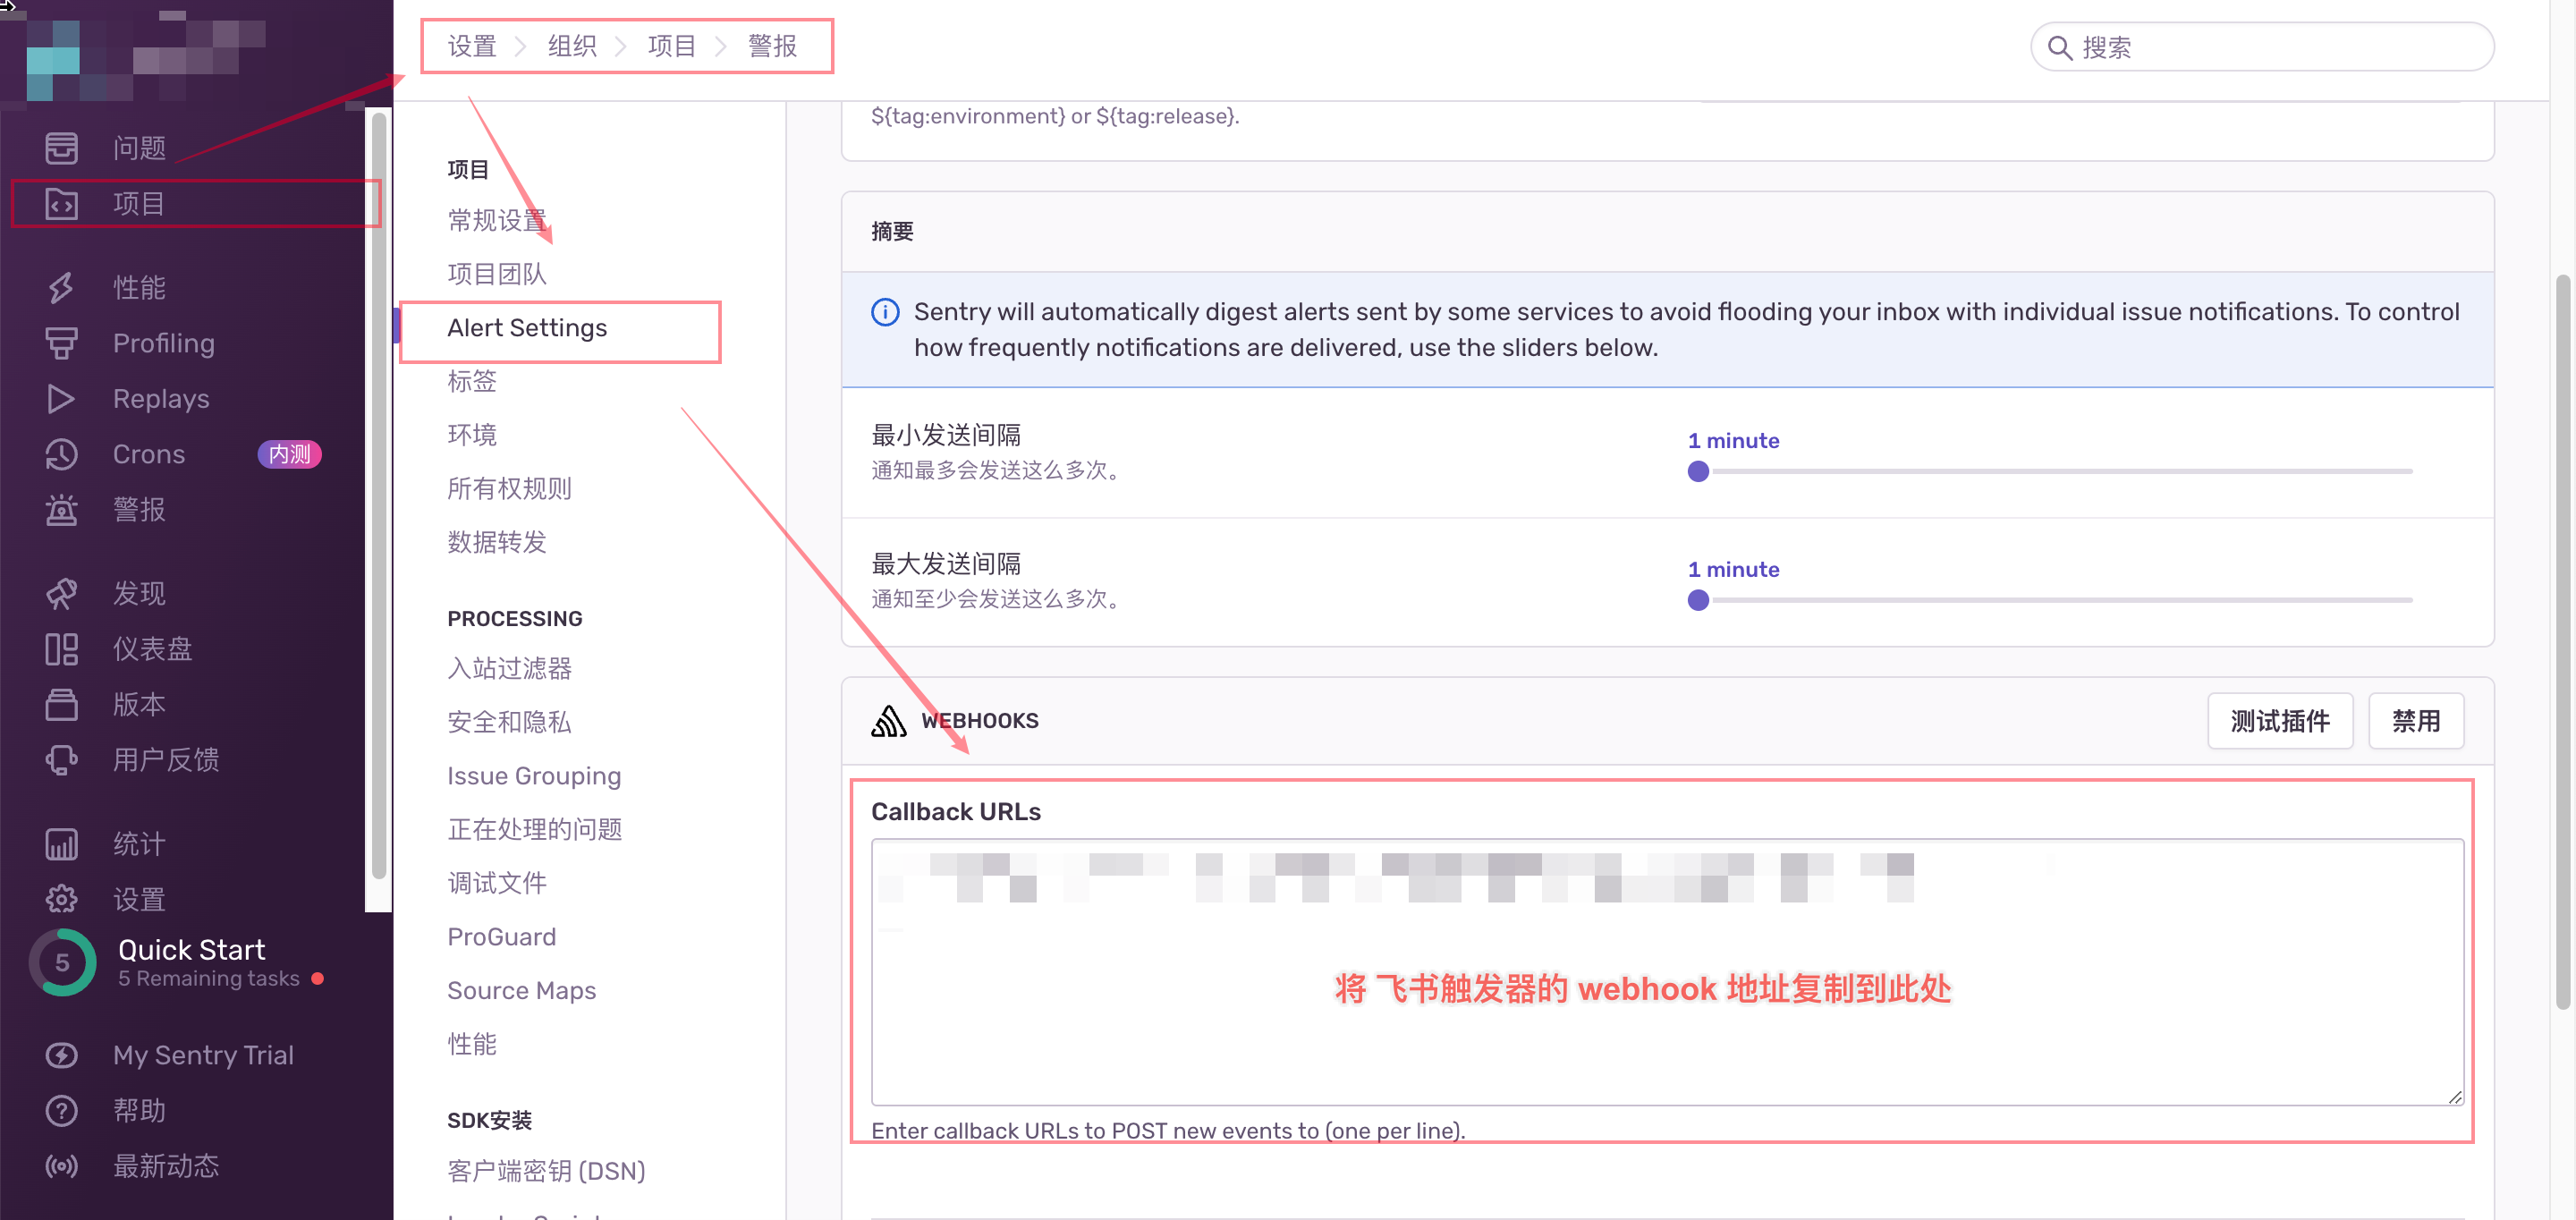 设置 组织 项目 警报
搜索
问题
项目
性能
Profiling
Replays
Crons 内测
警报
发现
仪表盘
版本
用户反馈
统计
设置
5 Quick Start
5 Remaining tasks
My Sentry Trial
帮助
最新动态
项目
常规设置
项目团队
Alert Settings
标签
环境
所有权规则
数据转发
PROCESSING
入站过滤器
安全和隐私
Issue Grouping
正在处理的问题
调试文件
ProGuard
Source Maps
性能
SDK安装
客户端密钥 (DSN)
${tag:environment} or ${tag:release}.
摘要
Sentry will automatically digest alerts sent by some services to avoid flooding your inbox with individual issue notifications. To control
how frequently notifications are delivered, use the sliders below.
最小发送间隔
通知最多会发送这么多次。
1 minute
最大发送间隔
通知至少会发送这么多次。
1 minute
WEBHOOKS
测试插件 禁用
Callback URLs
将 飞书触发器的 webhook 地址复制到此处
Enter callback URLs to POST new events to (one per line).